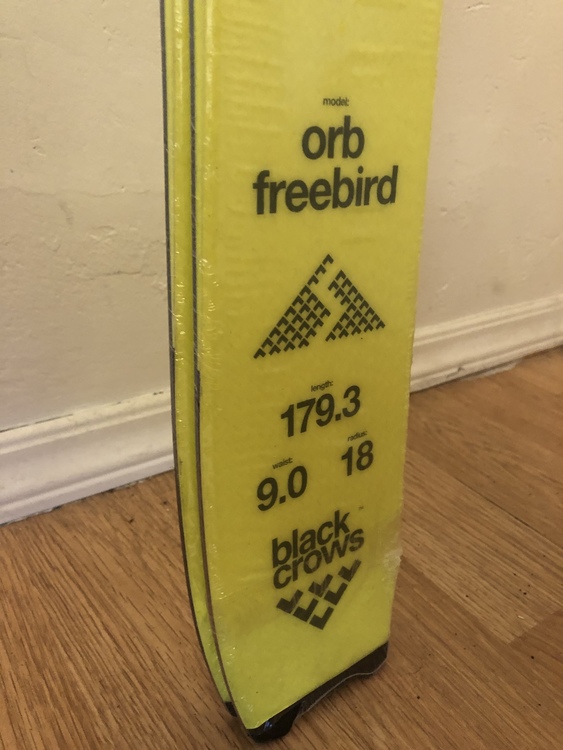 model:
orb
freebird
length:
179.3
waist: radius:
9.0 18
black
crows